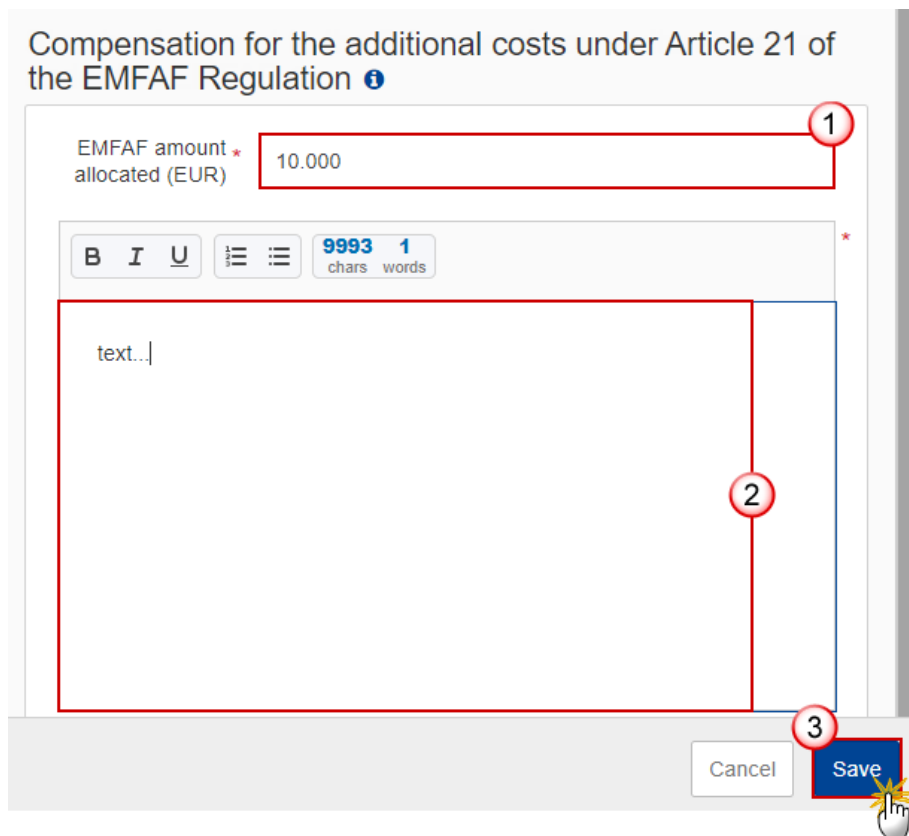 Compensation for the additional costs under Article 21 of
the EMFAF Regulation i
1
EMFAF amount *
allocated (EUR)
10.000
*
B I U 9993 1
chars words
text...
2
3
Cancel Save